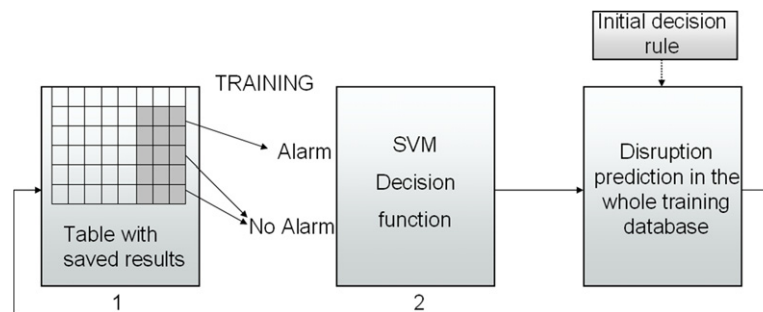 Initial decision
rule
TRAINING
Alarm
No Alarm
Table with
saved results
1
SVM
Decision
function
2
Disruption
prediction in the
whole training
database